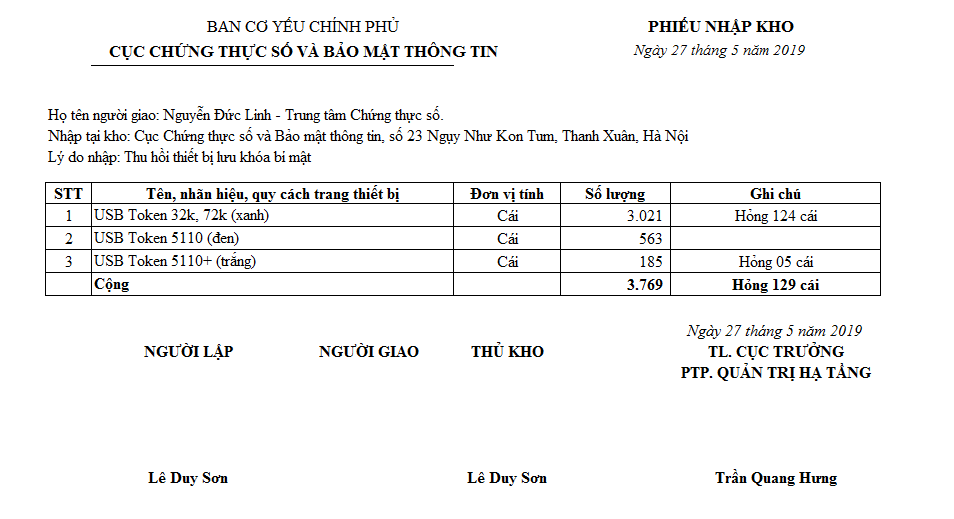 BAN CƠ YẾU CHÍNH PHỦ
PHIẾU NHẬP KHO
CỤC CHỨNG THỰC SỐ VÀ BẢO MẬT THÔNG TIN
Ngày 27 tháng 5 năm 2019
Họ tên người giao: Nguyễn Đức Linh - Trung tâm Chứng thực số.
Nhập tại kho: Cục Chứng thực số và Bảo mật thông tin, số 23 Ngụy Như Kon Tum, Thanh Xuân, Hà Nội
Lý do nhập: Thu hồi thiết bị lưu khóa bí mật
STT Tên, nhãn hiệu, quy cách trang thiết bị Đơn vị tính Số lượng Ghi chú
1 USB Token 32k, 72k (xanh) Cái 3.021 Hỏng 124 cái
2 USB Token 5110 (đen) Cái 563
3 USB Token 5110+ (trắng) Cái 185 Hỏng 05 cái
Cộng 3.769 Hỏng 129 cái
Ngày 27 tháng 5 năm 2019
NGƯỜI LẬP NGƯỜI GIAO THỦ KHO TL. CỤC TRƯỞNG
PTP. QUẢN TRỊ HẠ TẦNG
Lê Duy Sơn Lê Duy Sơn Trần Quang Hưng